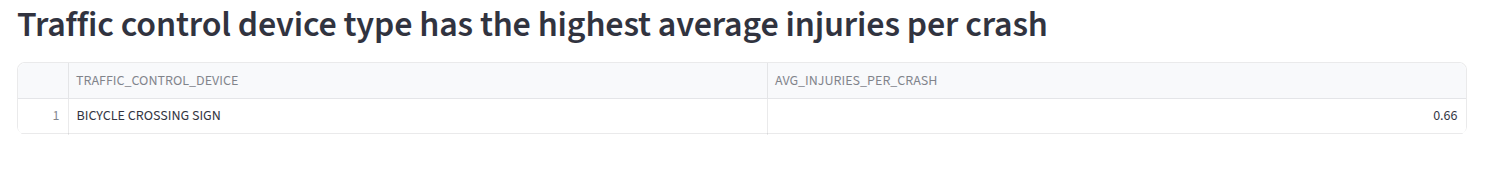 Traffic control device type has the highest average injuries per crash
TRAFFIC_CONTROL_DEVICE AVG_INJURIES_PER_CRASH
1 BICYCLE CROSSING SIGN 0.66